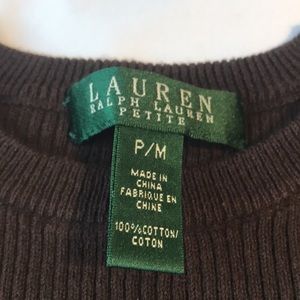 LAUREN
RALPH LAUREN
PETITE
P/M
MADE IN
CHINA
FABRIQUE EN
CHINE
100%COTTON/
COTON